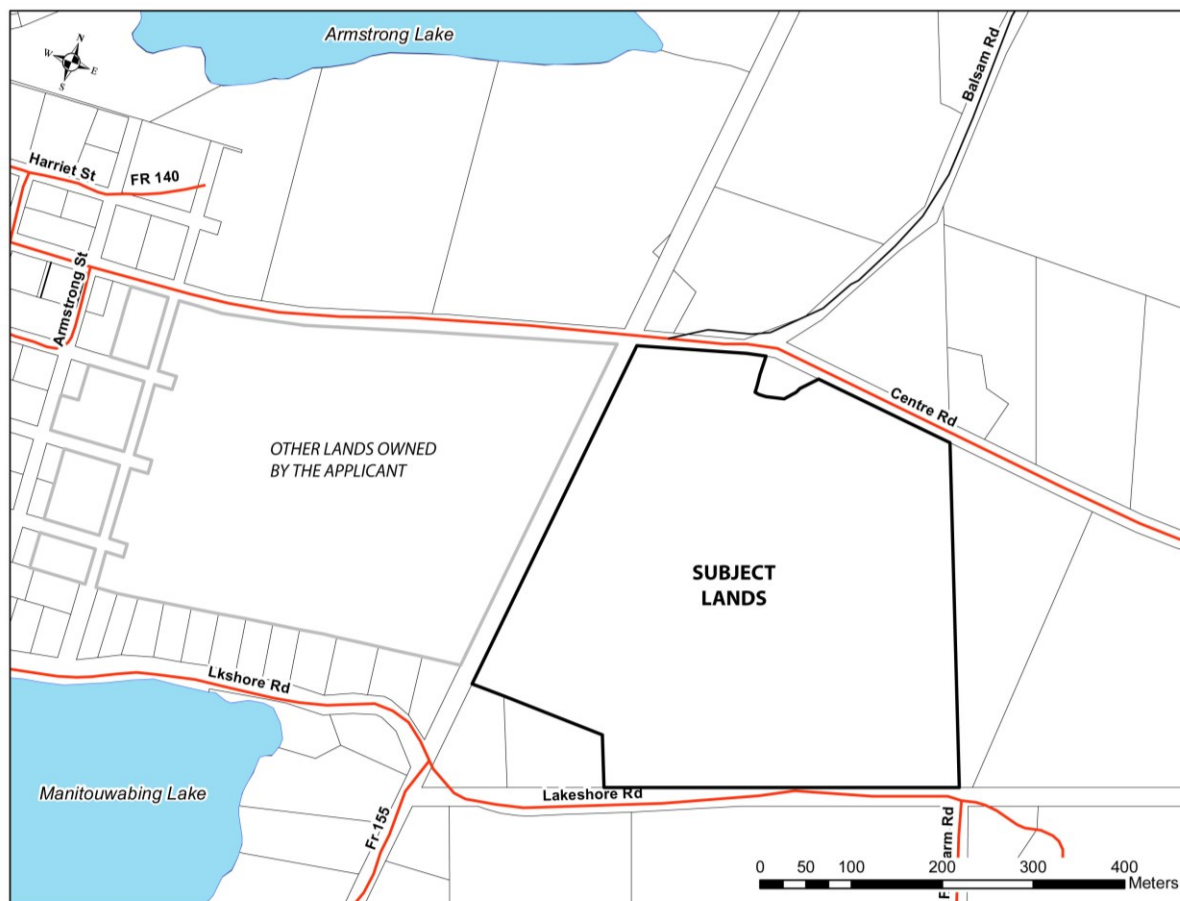 Armstrong Lake
Balsam Rd
N
W
E
S
Harriet St
FR 140
Armstrong St
Centre Rd
OTHER LANDS OWNED
BY THE APPLICANT
SUBJECT
LANDS
Lkshore Rd
Manitouwabing Lake
Lakeshore Rd
Fr 155
F arm Rd
0 50 100 200 300 400
Meters